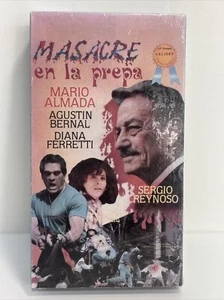 MASACRE
en la prepa
MARIO
ALMADA
AGUSTIN
BERNAL
DIANA
FERRETTI
SERGIO
REYNOSO